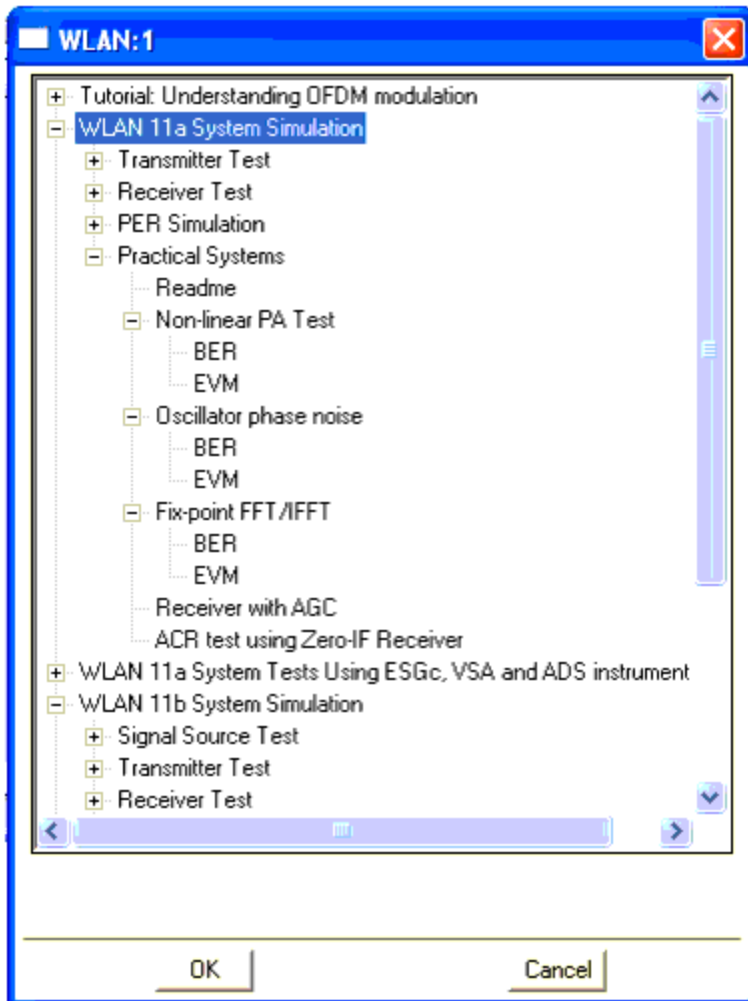 WLAN:1
Tutorial: Understanding OFDM modulation
WLAN 11a System Simulation
Transmitter Test
Receiver Test
PER Simulation
Practical Systems
Readme
Non-linear PA Test
BER
EVM
Oscillator phase noise
BER
EVM
Fix-point FFT/IFFT
BER
EVM
Receiver with AGC
ACR test using Zero-IF Receiver
WLAN 11a System Tests Using ESGc, VSA and ADS instrument
WLAN 11b System Simulation
Signal Source Test
Transmitter Test
Receiver Test
OK Cancel